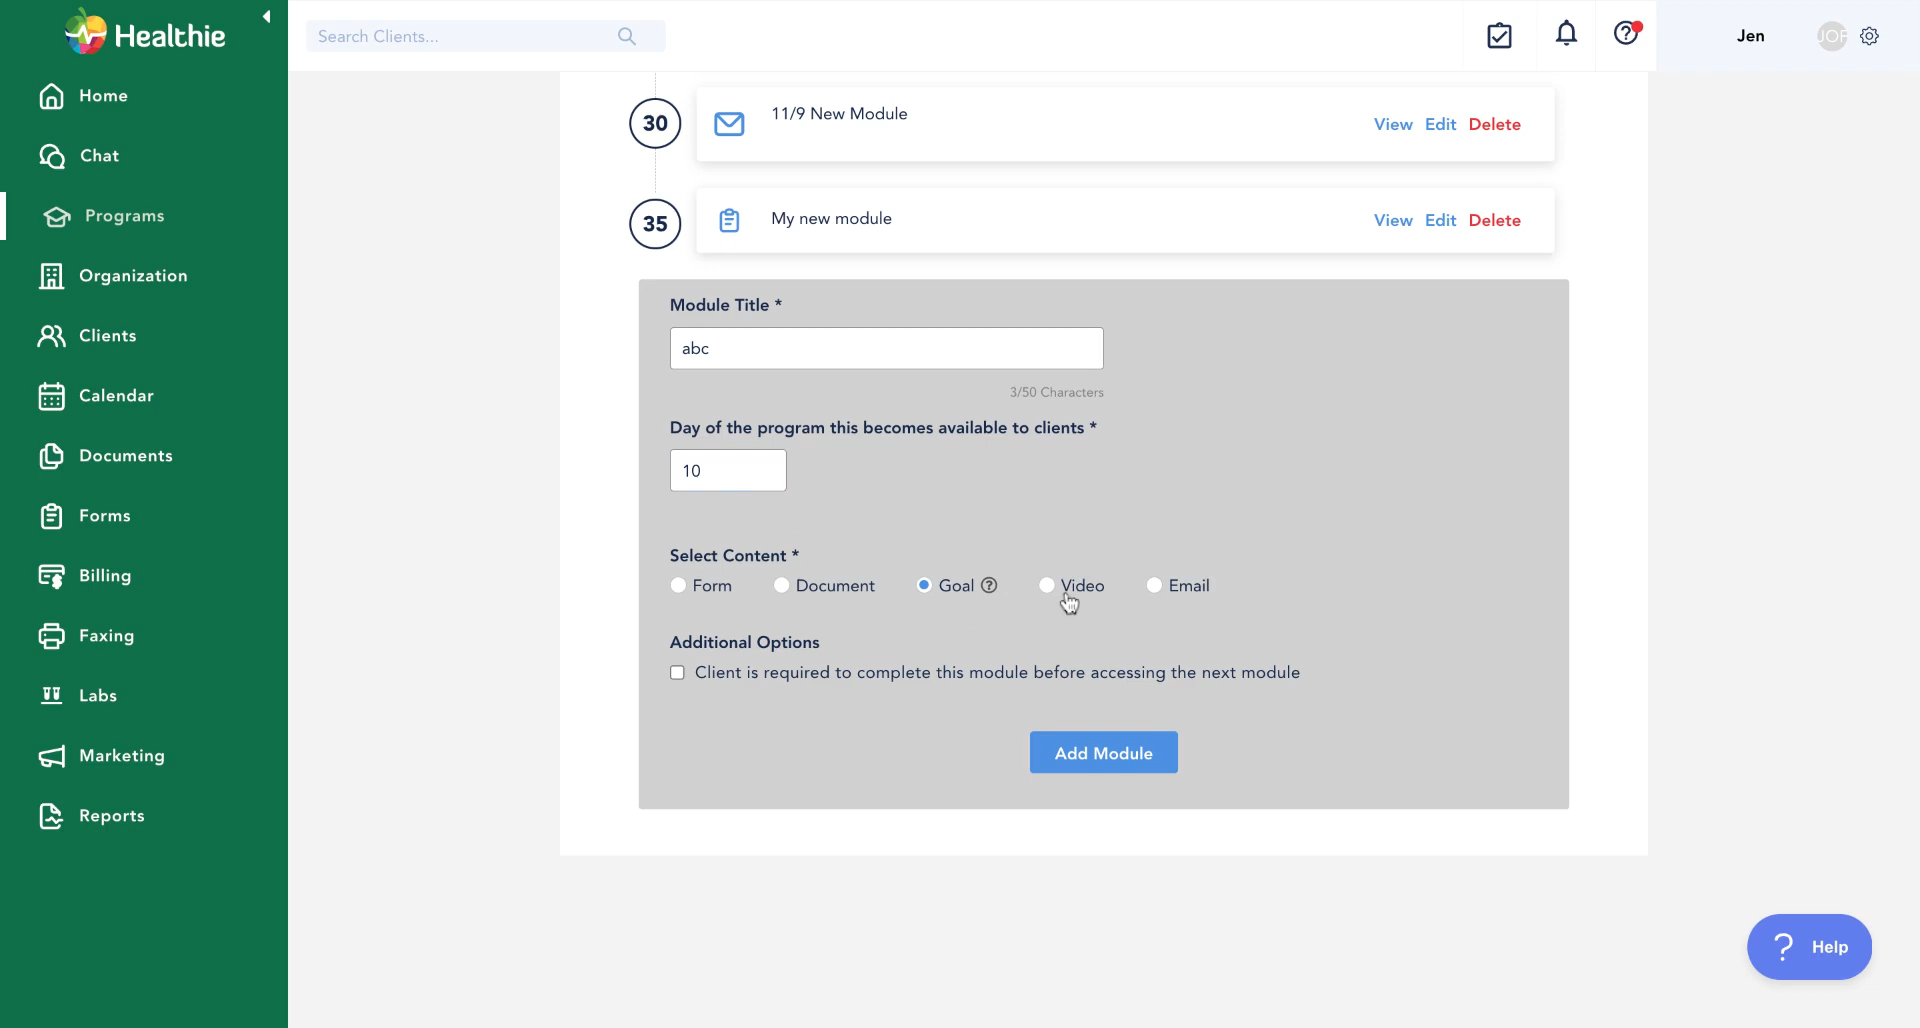 Healthie
Search Clients...
Jen
JOF
Home
Chat
Programs
Organization
Clients
Calendar
Documents
Forms
Billing
Faxing
Labs
Marketing
Reports
30
11/9 New Module
View Edit Delete
35
My new module
View Edit Delete
Module Title *
abc
3/50 Characters
Day of the program this becomes available to clients *
10
Select Content *
Form Document Goal ? Video Email
Additional Options
Client is required to complete this module before accessing the next module
Add Module
? Help